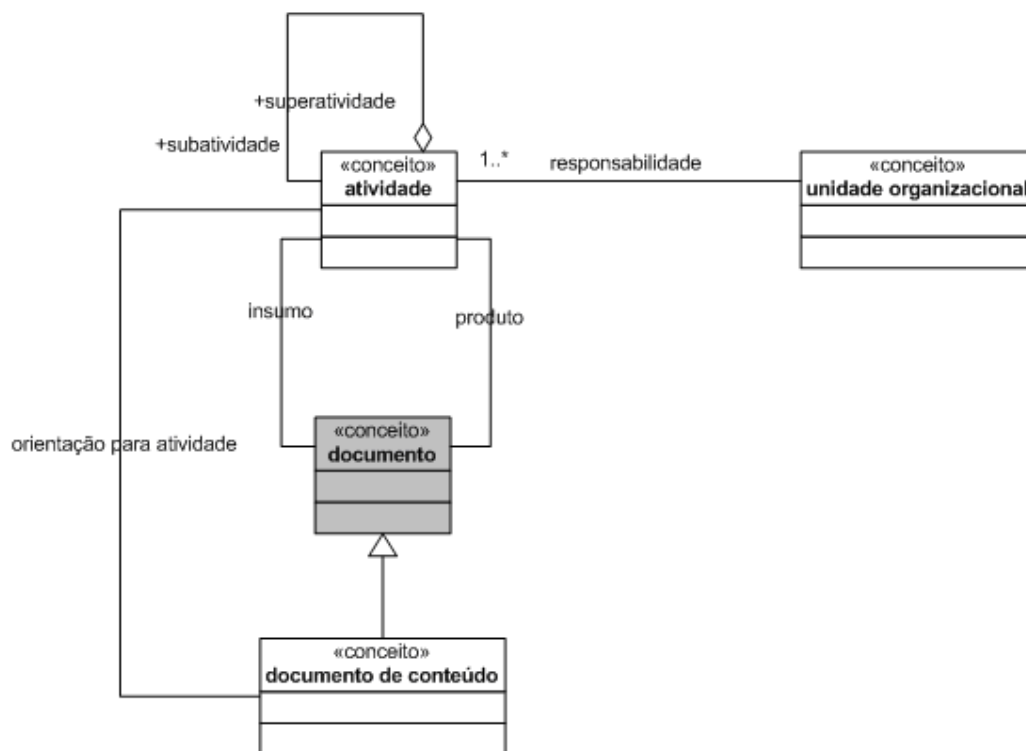 +superatividade
+subatividade
«conceito»
atividade
1..*
responsabilidade
«conceito»
unidade organizacional
insumo
produto
orientação para atividade
«conceito»
documento
«conceito»
documento de conteúdo